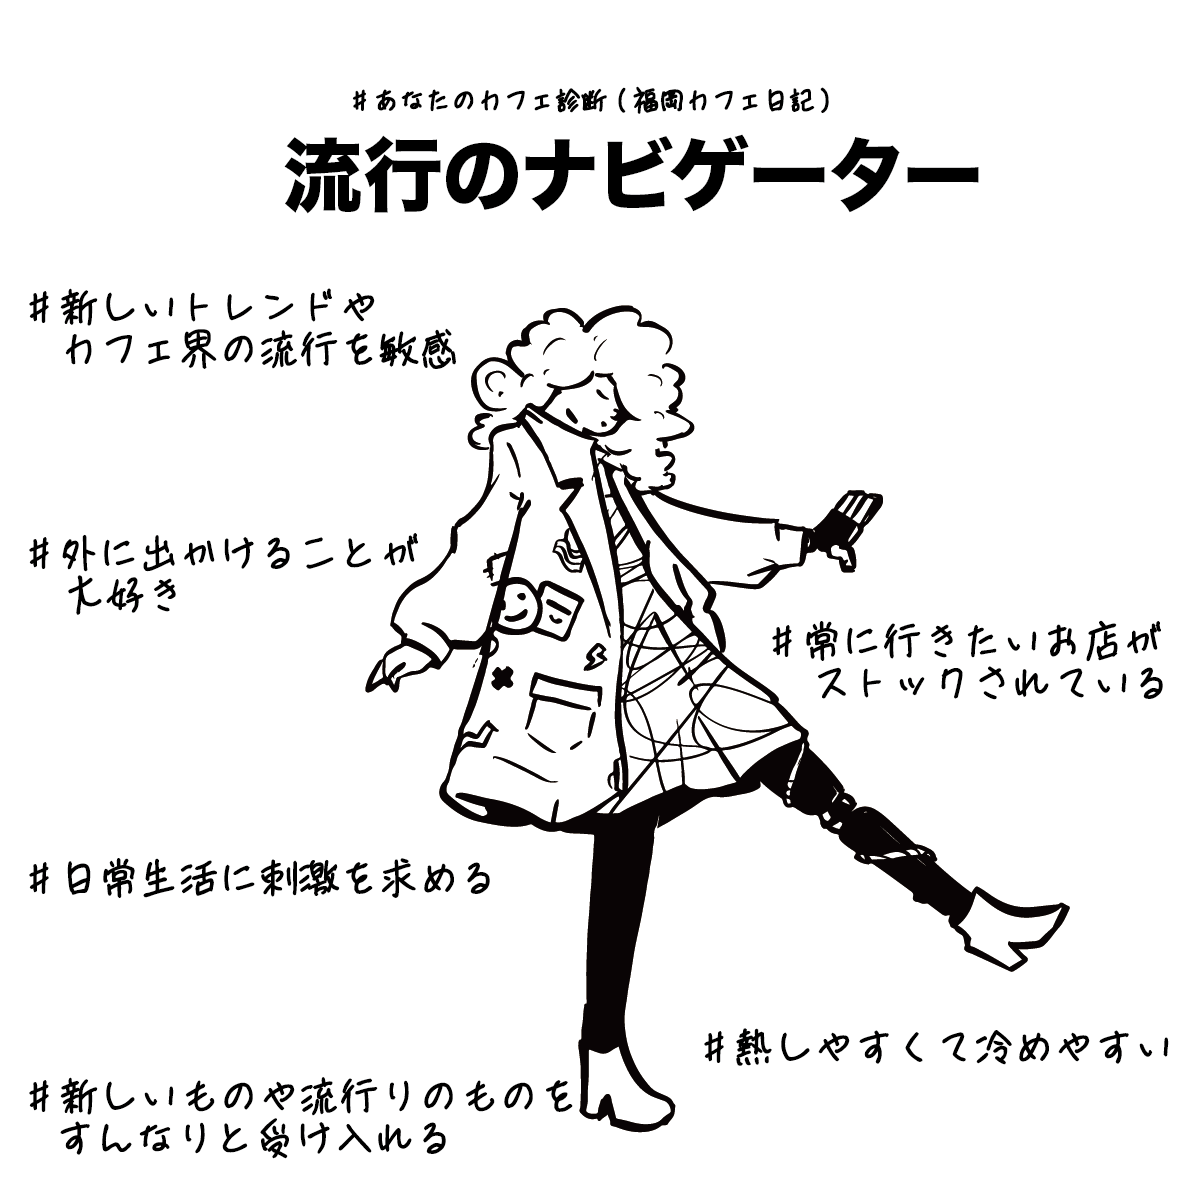 #あなたのカフェ診断(福岡カフェ日記)
流行のナビゲーター
#新しいトレンドや
カフェ界の流行を敏感
#外に出かけることが
大好き
#常に行きたいお店が
ストックされている
#日常生活に刺激を求める
#熱しやすくて冷めやすい
#新しいものや流行りのものを
すんなりと受け入れる